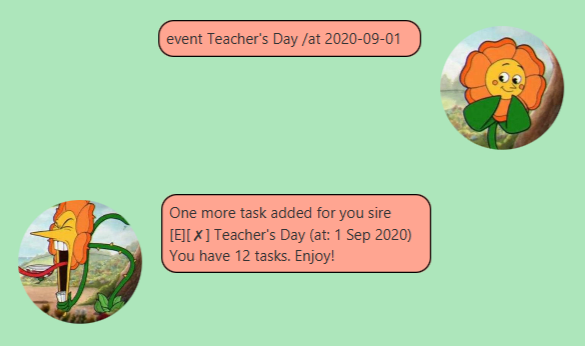 event Teacher's Day /at 2020-09-01
One more task added for you sire
[E][✗] Teacher's Day (at: 1 Sep 2020)
You have 12 tasks. Enjoy!